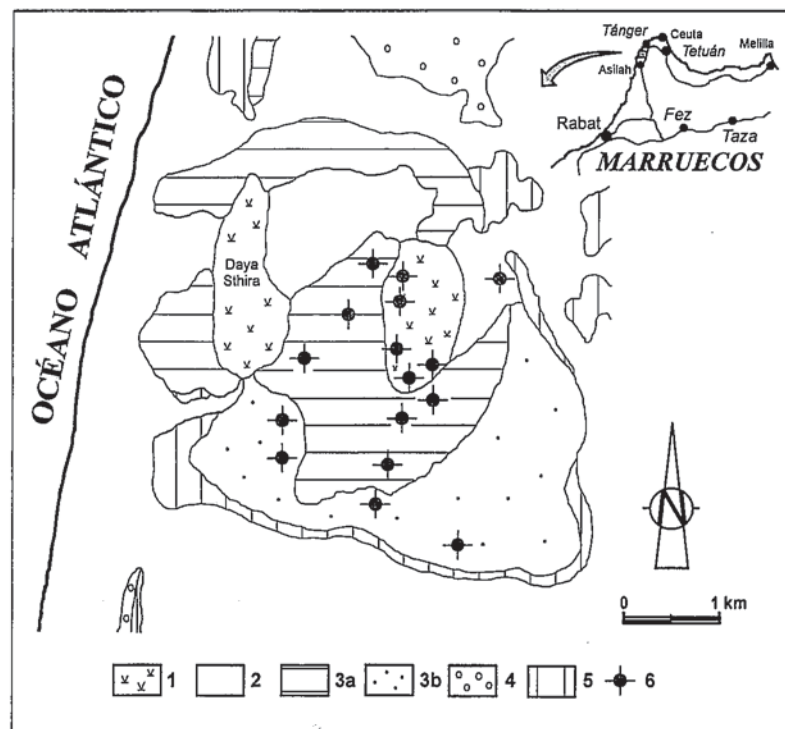 Tánger
Ceuta
Tetuán
Melilla
Asilah
Rabat
Fez
Taza
MARRUECOS
OCÉANO ATLÁNTICO
Daya
Sthira
N
0 1 km
1 2 3a 3b 4 5 6